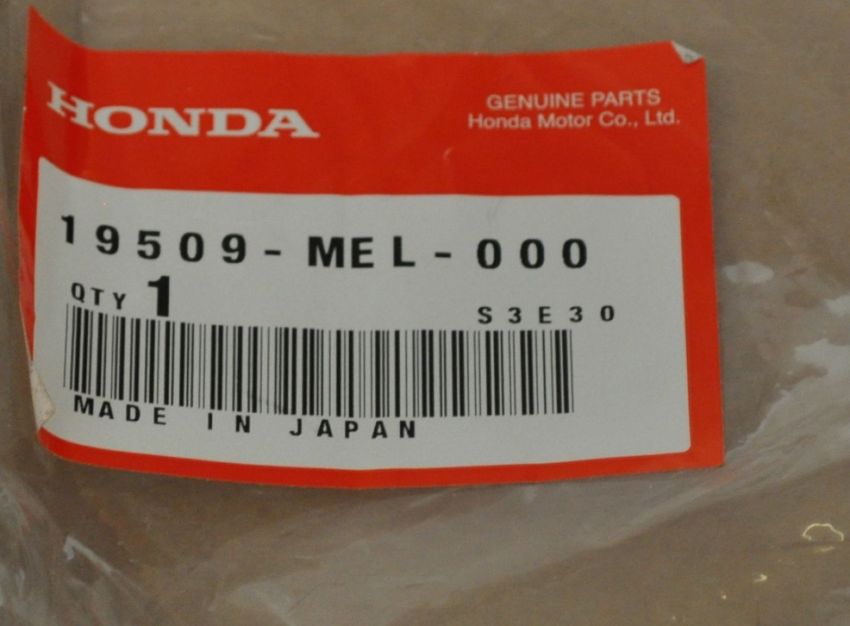 HONDA
GENUINE PARTS
Honda Motor Co., Ltd.
19509-MEL-000
QTY 1
S3E30
MADE IN JAPAN